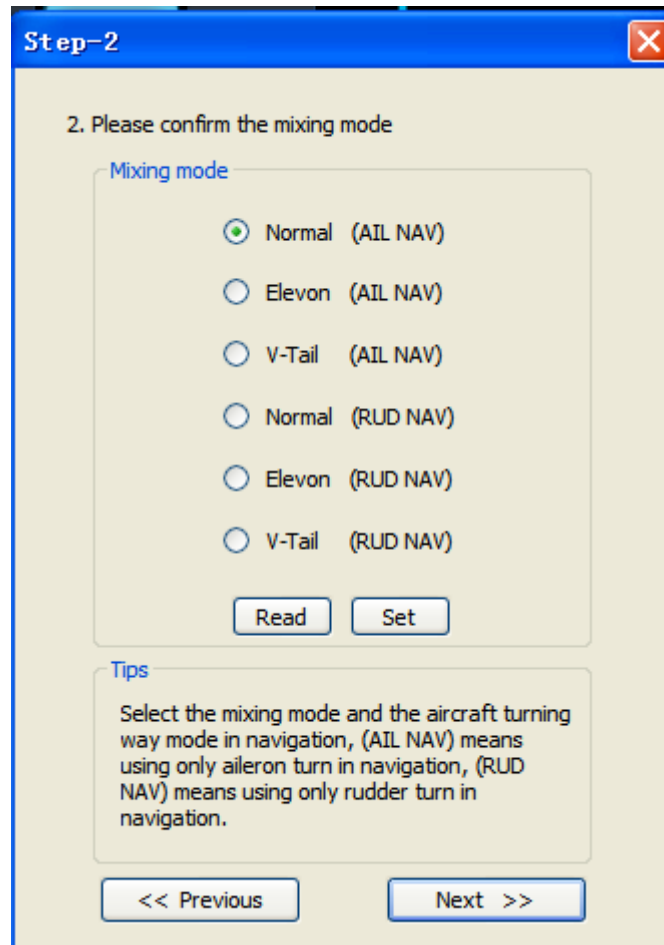 Step-2
2. Please confirm the mixing mode
Mixing mode
Normal (AIL NAV)
Elevon (AIL NAV)
V-Tail (AIL NAV)
Normal (RUD NAV)
Elevon (RUD NAV)
V-Tail (RUD NAV)
Read Set
Tips
Select the mixing mode and the aircraft turning
way mode in navigation, (AIL NAV) means
using only aileron turn in navigation, (RUD
NAV) means using only rudder turn in
navigation.
<< Previous Next >>